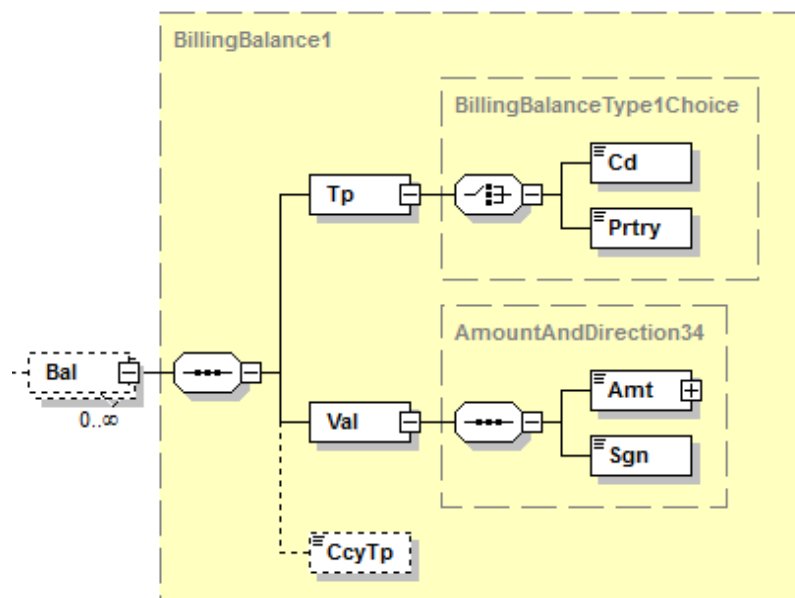 BillingBalance1
BillingBalanceType1Choice
Cd
Tp
Prtry
AmountAndDirection34
Bal
0..∞
Amt
Val
Sgn
CcyTp